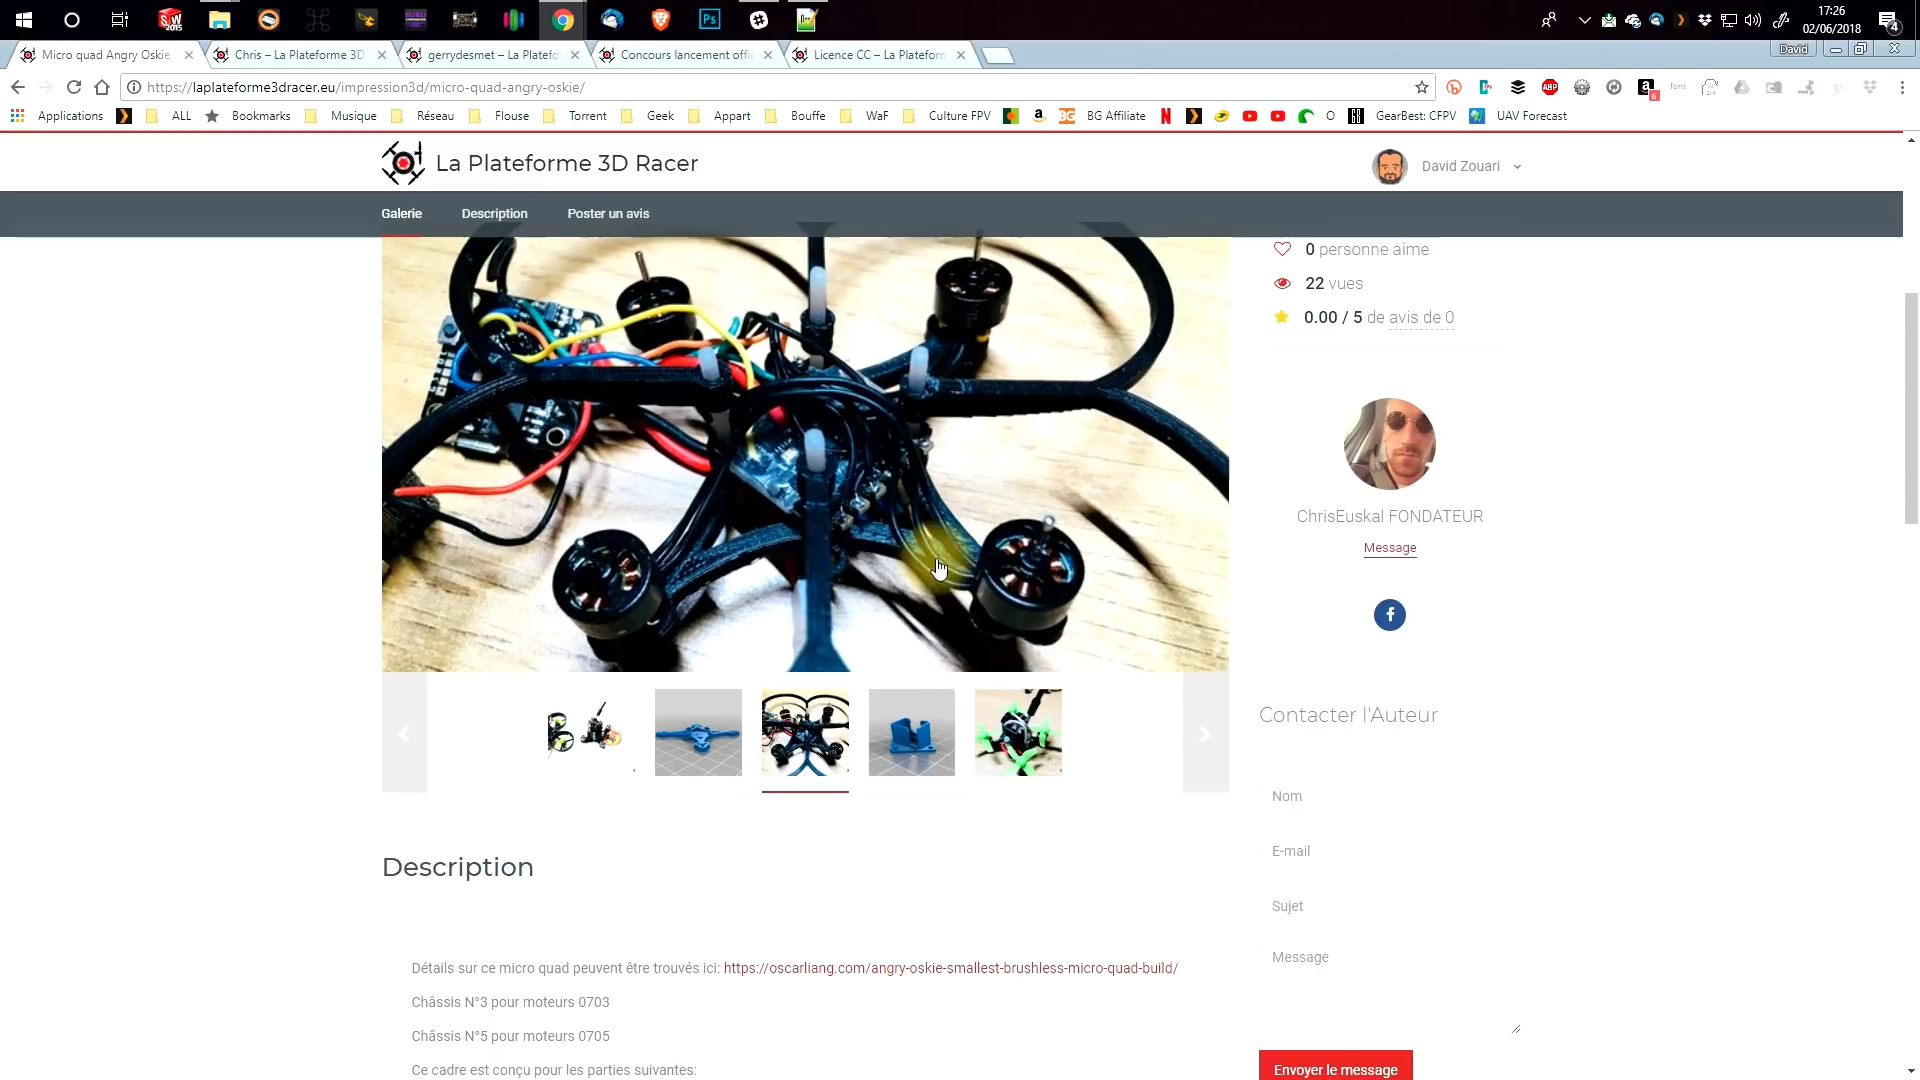 17:26
02/06/2018
4
Micro quad Angry Oskie
Chris – La Plateforme 3D
gerrydesmet – La Platefo
Concours lancement offic
Licence CC – La Plateform
David
https://laplateforme3dracer.eu/impression3d/micro-quad-angry-oskie/
Applications
ALL
Bookmarks
Musique
Réseau
Flouse
Torrent
Geek
Appart
Bouffe
WaF
Culture FPV
BG Affiliate
O
GearBest: CFPV
UAV Forecast
La Plateforme 3D Racer
David Zouari
Galerie
Description
Poster un avis
0 personne aime
22 vues
0.00 / 5 de avis de 0
ChrisEuskal FONDATEUR
Message
Contacter l'Auteur
Nom
E-mail
Sujet
Message
Envoyer le message
Description
Détails sur ce micro quad peuvent être trouvés ici: https://oscarliang.com/angry-oskie-smallest-brushless-micro-quad-build/
Châssis N°3 pour moteurs 0703
Châssis N°5 pour moteurs 0705
Ce cadre est conçu pour les parties suivantes: